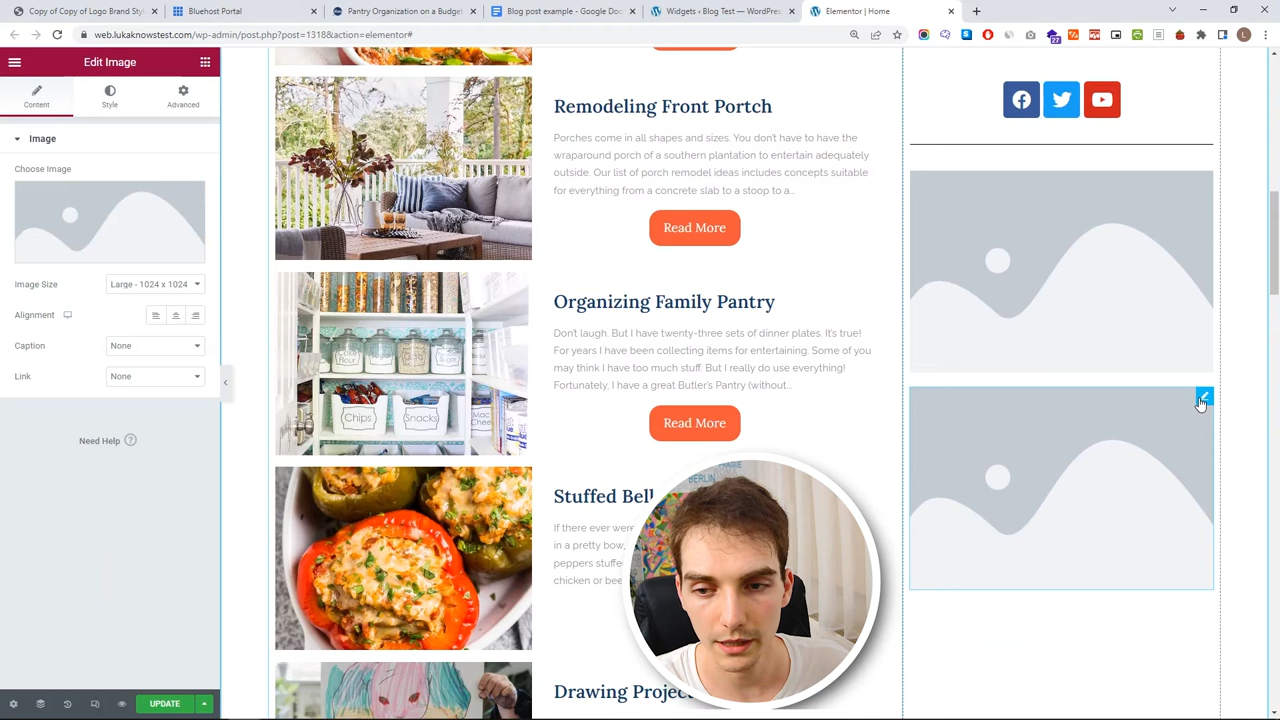 Copy of Copy of Logo Brand Sty
Bluehost Portal
Pantry Organization on a Budget
Blog post example - Google Doc
Widgets ‹ Blog Test — WordPres
Elementor | Home
web.lukaknowstest.com/wp-admin/post.php?post=1318&action=elementor#
27
L
Edit Image
Content
Style
Advanced
Image
Choose Image
Image Size
Large - 1024 x 1024
Alignment
Caption
None
Link
None
Need Help
?
UPDATE
Remodeling Front Portch
Porches come in all shapes and sizes. You don't have to have the
wraparound porch of a southern plantation to entertain adequately
outside. Our list of porch remodel ideas includes concepts suitable
for everything from a concrete slab to a stoop to a...
Read More
Organizing Family Pantry
Don't laugh. But I have twenty-three sets of dinner plates. It's true!
For years I have been collecting items for entertaining. Some of you
may think I have too much stuff. But I really do use everything!
Fortunately, I have a great Butler's Pantry (without...
Read More
Chips
Snacks
Mac
Chee
Stuffed Bell
If there ever were
in a pretty bow,
peppers stuffe
chicken or bee
PRAGUE
BERLIN
Drawing Projec